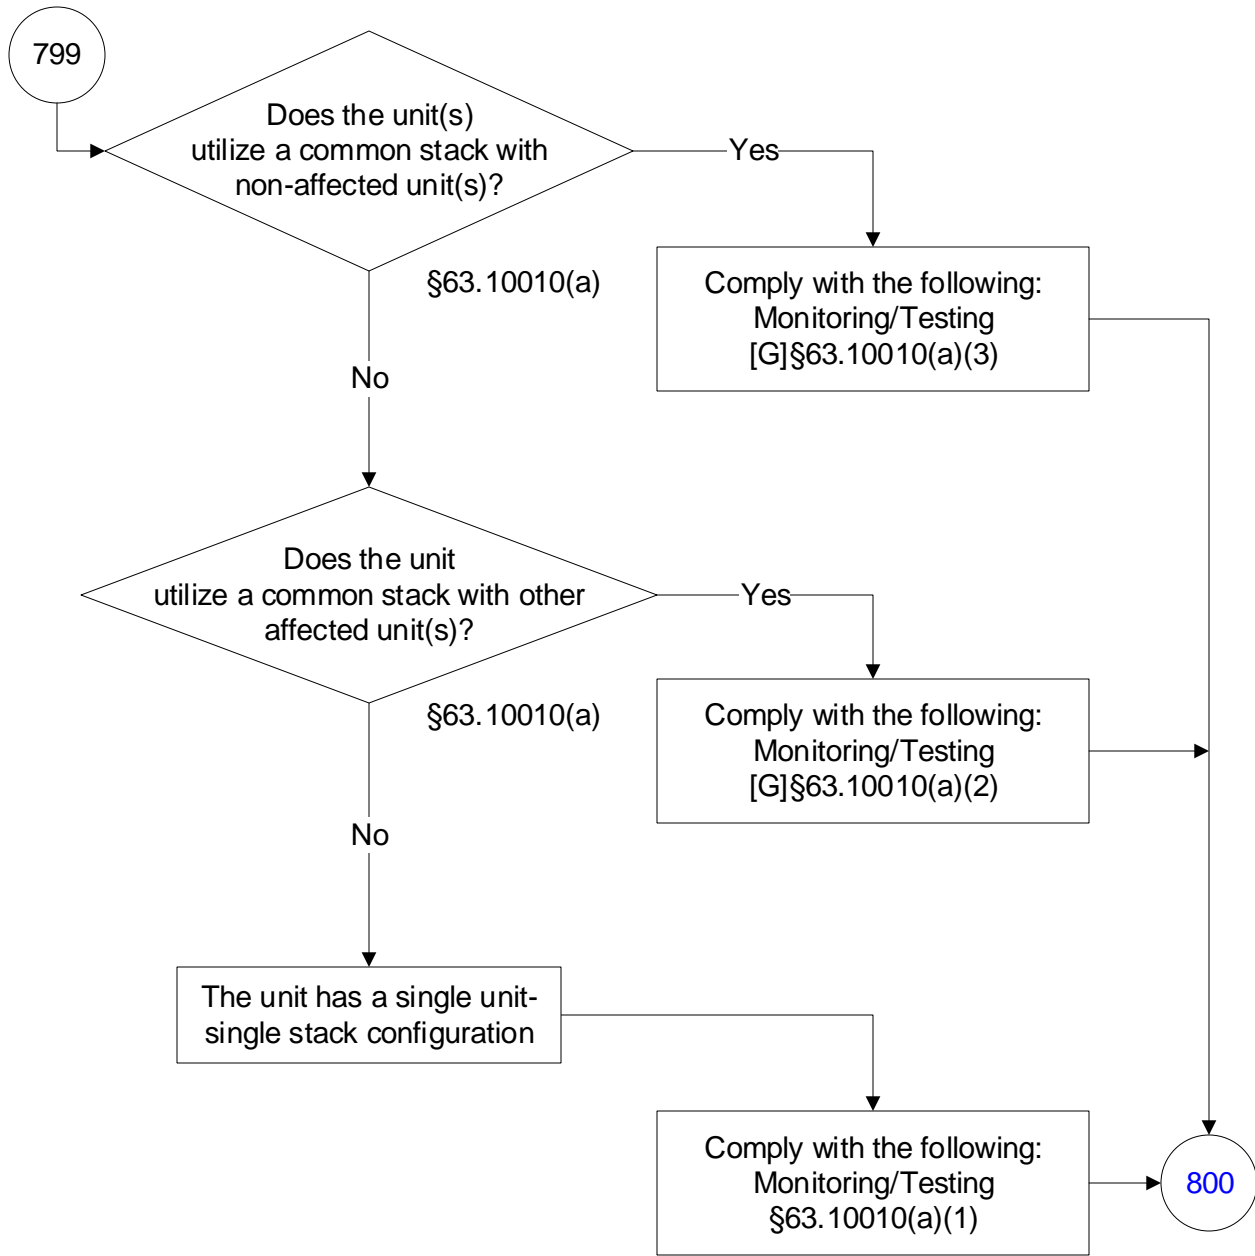 799
Does the unit(s)
utilize a common stack with
non-affected unit(s)?
Yes
§63.10010(a)
Comply with the following:
Monitoring/Testing
[G]§63.10010(a)(3)
No
Does the unit
utilize a common stack with other
affected unit(s)?
Yes
§63.10010(a)
Comply with the following:
Monitoring/Testing
[G]§63.10010(a)(2)
No
The unit has a single unit-
single stack configuration
Comply with the following:
Monitoring/Testing
§63.10010(a)(1)
800